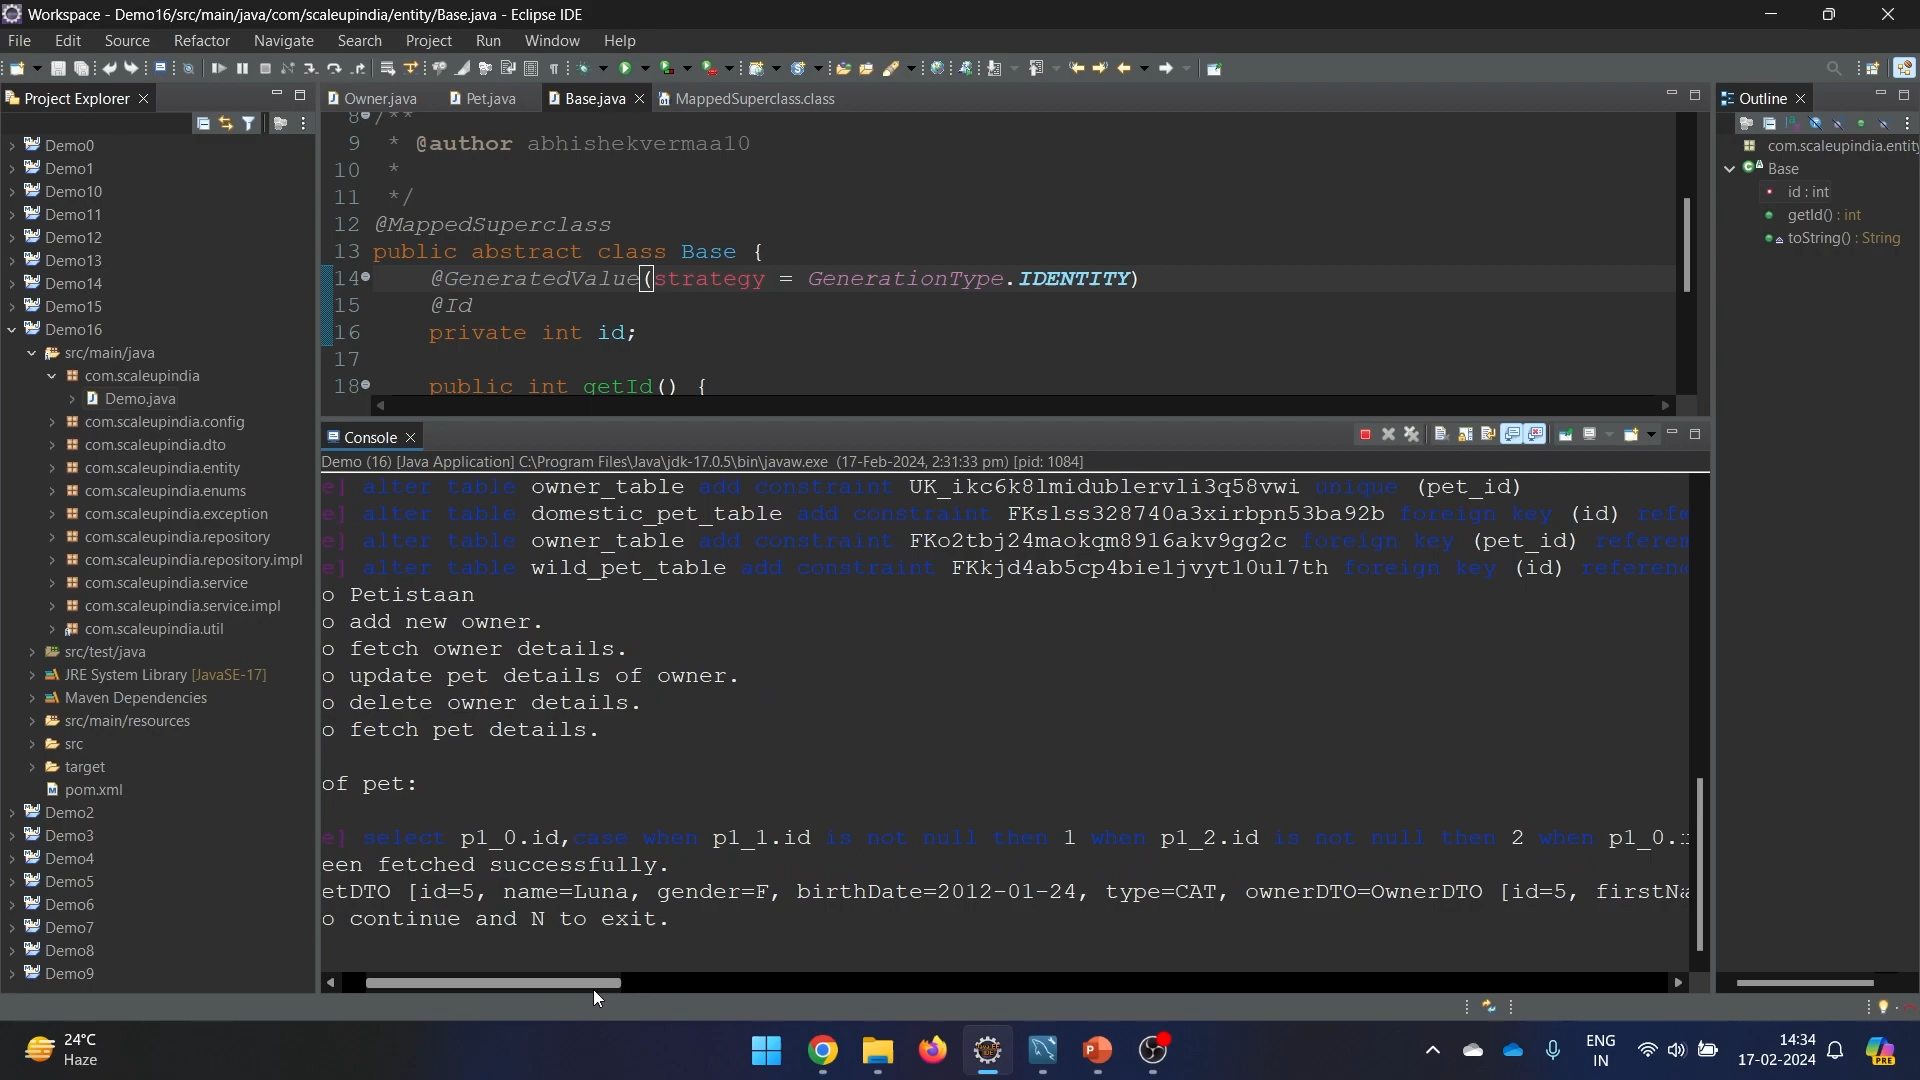 Workspace - Demo16/src/main/java/com/scaleupindia/entity/Base.java - Eclipse IDE
File Edit Source Refactor Navigate Search Project Run Window Help
Project Explorer
Demo0
Demo1
Demo10
Demo11
Demo12
Demo13
Demo14
Demo15
Demo16
src/main/java
com.scaleupindia
Demo.java
com.scaleupindia.config
com.scaleupindia.dto
com.scaleupindia.entity
com.scaleupindia.enums
com.scaleupindia.exception
com.scaleupindia.repository
com.scaleupindia.repository.impl
com.scaleupindia.service
com.scaleupindia.service.impl
com.scaleupindia.util
src/test/java
JRE System Library [JavaSE-17]
Maven Dependencies
src/main/resources
src
target
pom.xml
Demo2
Demo3
Demo4
Demo5
Demo6
Demo7
Demo8
Demo9
Owner.java Pet.java Base.java MappedSuperclass.class
8 /**
9 * @author abhishekvermaa10
10 *
11 */
12 @MappedSuperclass
13 public abstract class Base {
14 @GeneratedValue(strategy = GenerationType.IDENTITY)
15 @Id
16 private int id;
17
18 public int getId() {
Console
Demo (16) [Java Application] C:\Program Files\Java\jdk-17.0.5\bin\javaw.exe (17-Feb-2024, 2:31:33 pm) [pid: 1084]
e] alter table owner_table add constraint UK_ikc6k8lmidublervli3q58vwi unique (pet_id)
e] alter table domestic_pet_table add constraint FKslss328740a3xirbpn53ba92b foreign key (id) refe
e] alter table owner_table add constraint FKo2tbj24maokqm8916akv9gg2c foreign key (pet_id) referen
e] alter table wild_pet_table add constraint FKkjd4ab5cp4bie1jvyt10ul7th foreign key (id) referenc
o Petistaan
o add new owner.
o fetch owner details.
o update pet details of owner.
o delete owner details.
o fetch pet details.
of pet:
e] select p1_0.id,case when p1_1.id is not null then 1 when p1_2.id is not null then 2 when p1_0.i
een fetched successfully.
etDTO [id=5, name=Luna, gender=F, birthDate=2012-01-24, type=CAT, ownerDTO=OwnerDTO [id=5, firstNa
o continue and N to exit.
Outline
com.scaleupindia.entity
Base
id : int
getId() : int
toString() : String
24°C
Haze
ENG
IN
14:34
17-02-2024
PRE